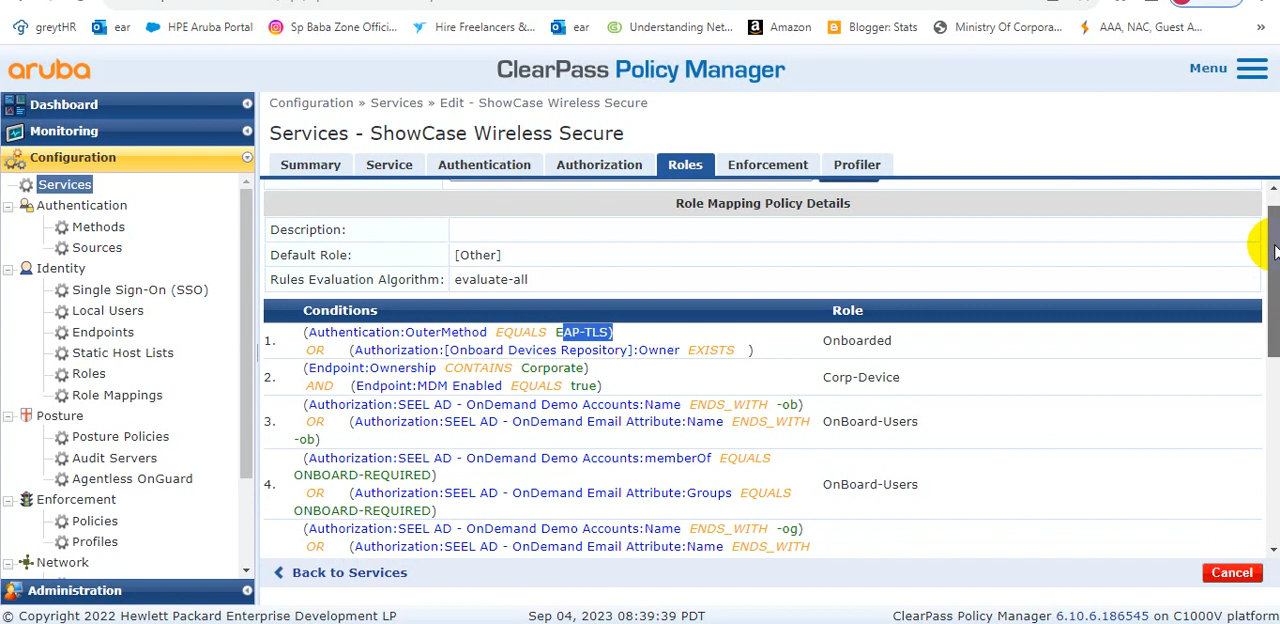 greytHR
ear
HPE Aruba Portal
Sp Baba Zone Offici...
Hire Freelancers &...
ear
Understanding Net...
Amazon
Blogger: Stats
Ministry Of Corpora...
AAA, NAC, Guest A...
»
aruba
ClearPass Policy Manager
Menu
Dashboard
Monitoring
Configuration
Services
Authentication
Methods
Sources
Identity
Single Sign-On (SSO)
Local Users
Endpoints
Static Host Lists
Roles
Role Mappings
Posture
Posture Policies
Audit Servers
Agentless OnGuard
Enforcement
Policies
Profiles
Network
Administration
Configuration » Services » Edit - ShowCase Wireless Secure
Services - ShowCase Wireless Secure
Summary Service Authentication Authorization Roles Enforcement Profiler
Role Mapping Policy Details
Description:
Default Role: [Other]
Rules Evaluation Algorithm: evaluate-all
Conditions Role
1. (Authentication:OuterMethod EQUALS EAP-TLS)
OR (Authorization:[Onboard Devices Repository]:Owner EXISTS )
Onboarded
2. (Endpoint:Ownership CONTAINS Corporate)
AND (Endpoint:MDM Enabled EQUALS true)
Corp-Device
3. (Authorization:SEEL AD - OnDemand Demo Accounts:Name ENDS_WITH -ob)
OR (Authorization:SEEL AD - OnDemand Email Attribute:Name ENDS_WITH
-ob)
OnBoard-Users
4. (Authorization:SEEL AD - OnDemand Demo Accounts:memberOf EQUALS
ONBOARD-REQUIRED)
OR (Authorization:SEEL AD - OnDemand Email Attribute:Groups EQUALS
ONBOARD-REQUIRED)
OnBoard-Users
(Authorization:SEEL AD - OnDemand Demo Accounts:Name ENDS_WITH -og)
OR (Authorization:SEEL AD - OnDemand Email Attribute:Name ENDS_WITH
Back to Services
Cancel
© Copyright 2022 Hewlett Packard Enterprise Development LP
Sep 04, 2023 08:39:39 PDT
ClearPass Policy Manager 6.10.6.186545 on C1000V platform